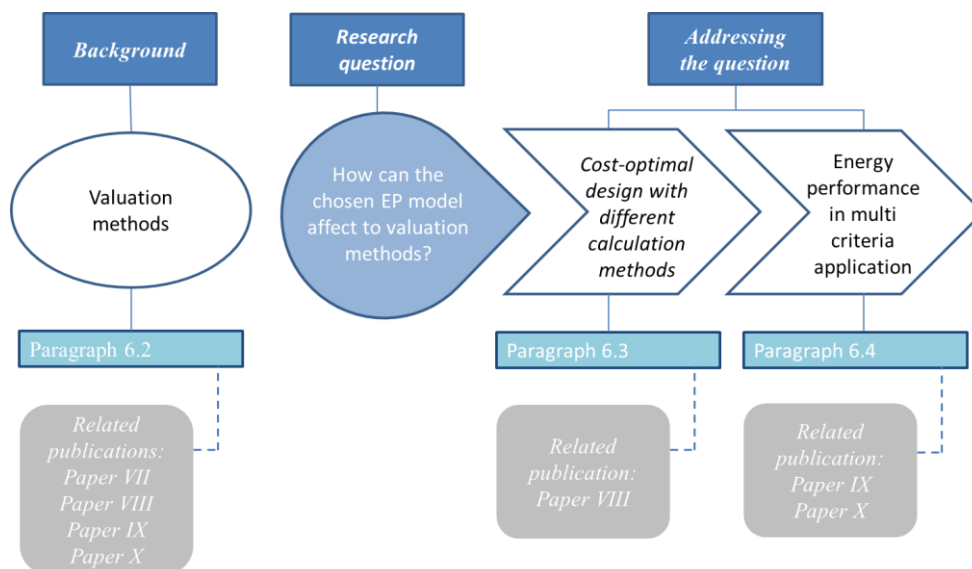 Background
Research
question
Addressing
the question
Valuation
methods
How can the
chosen EP model
affect to valuation
methods?
Cost-optimal
design with
different
calculation
methods
Energy
performance
in multi
criteria
application
Paragraph 6.2
Paragraph 6.3
Paragraph 6.4
Related
publications:
Paper VII
Paper VIII
Paper IX
Paper X
Related
publication:
Paper VIII
Related
publication:
Paper IX
Paper X